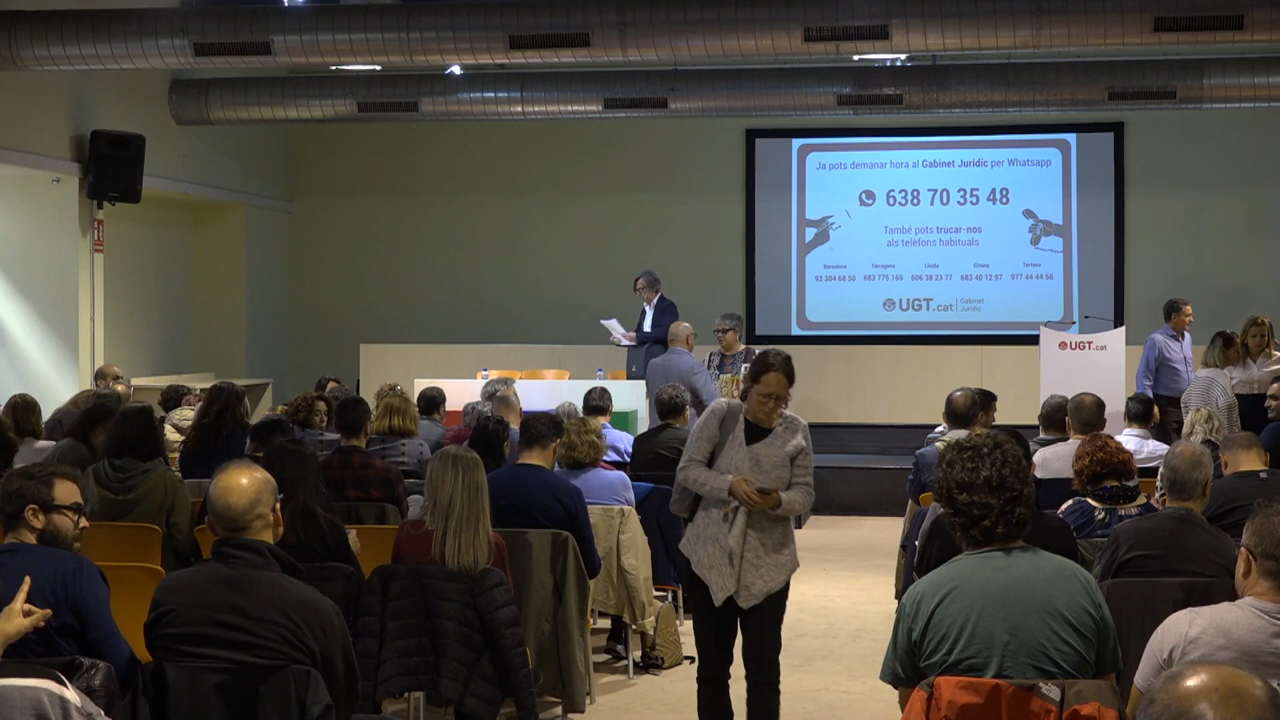 Ja pots demanar hora al Gabinet Jurídic per Whatsapp
638 70 35 48
També pots trucar-nos
als telèfons habituals
Barcelona Tarragona Lleida Girona Tortosa
93 304 68 50 683 775 165 606 38 23 77 683 40 12 97 977 44 44 56
UGT.cat Gabinet
Jurídic
UGT.cat